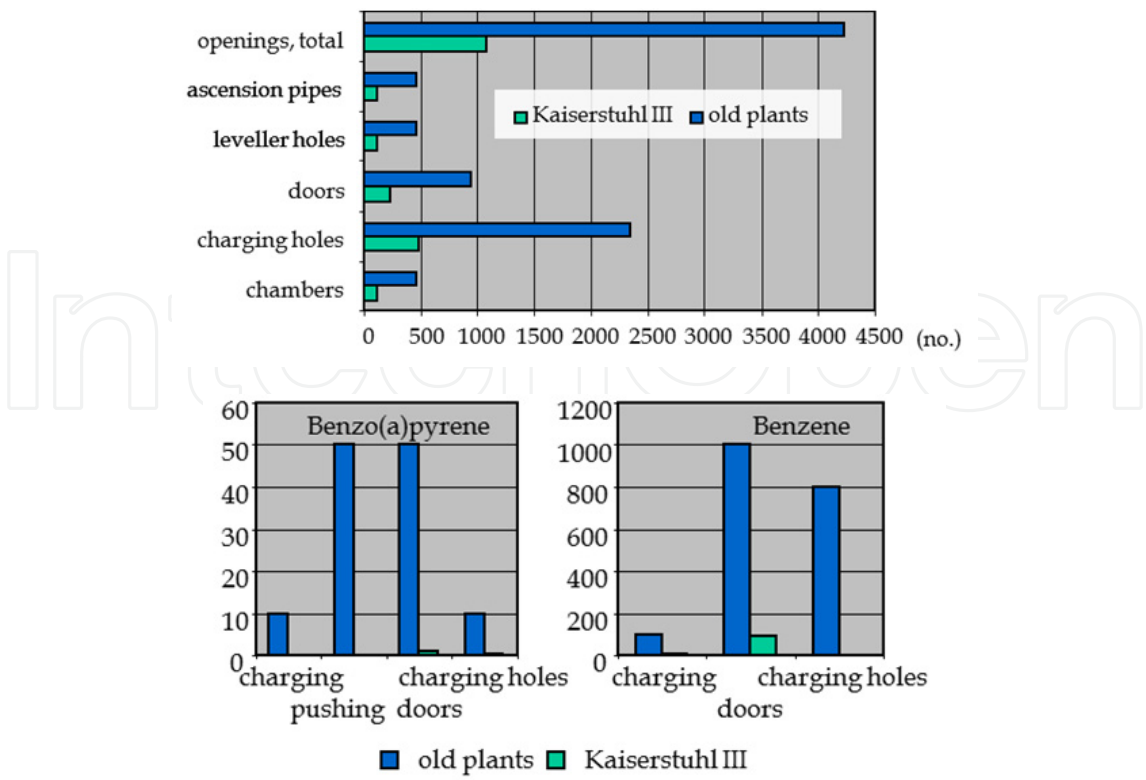 openings, total
ascension pipes
leveller holes
doors
charging holes
chambers
Kaiserstuhl III old plants
0 500 1000 1500 2000 2500 3000 3500 4000 4500 (no.)
InTechOpen
Benzo(a)pyrene
60
50
40
30
20
10
0
charging charging holes
pushing doors
Benzene
1200
1000
800
600
400
200
0
charging charging holes
doors
old plants Kaiserstuhl III